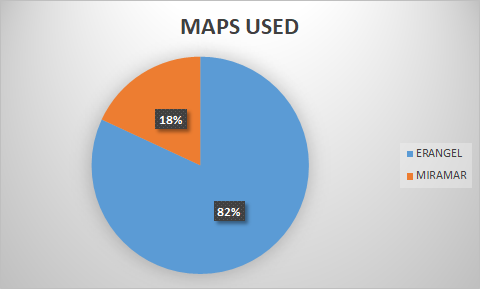 MAPS USED
18%
82%
ERANGEL
MIRAMAR